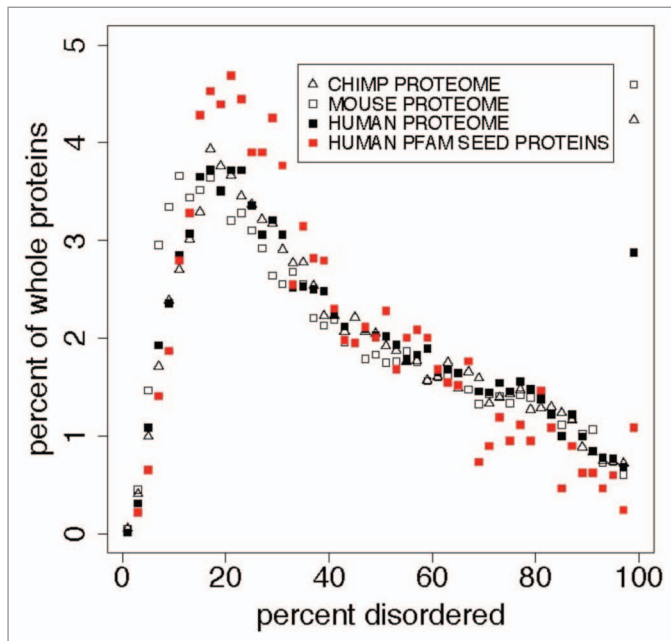 5
4
3
2
1
0
percent of whole proteins
CHIMP PROTEOME
MOUSE PROTEOME
HUMAN PROTEOME
HUMAN PFAM SEED PROTEINS
0 20 40 60 80 100
percent disordered